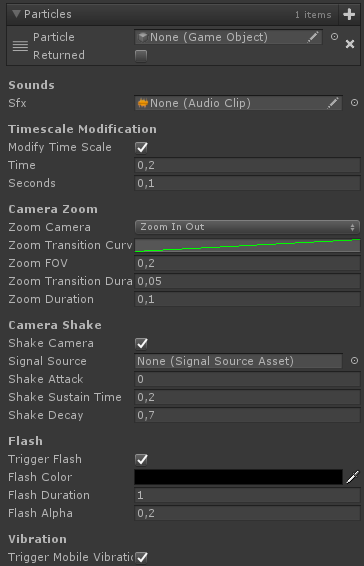 Particles 1 items
Particle None (Game Object)
Returned
Sounds
Sfx None (Audio Clip)
Timescale Modification
Modify Time Scale
Time 0,2
Seconds 0,1
Camera Zoom
Zoom Camera Zoom In Out
Zoom Transition Curv
Zoom FOV 0,2
Zoom Transition Dura 0,05
Zoom Duration 0,1
Camera Shake
Shake Camera
Signal Source None (Signal Source Asset)
Shake Attack 0
Shake Sustain Time 0,2
Shake Decay 0,7
Flash
Trigger Flash
Flash Color
Flash Duration 1
Flash Alpha 0,2
Vibration
Trigger Mobile Vibratio